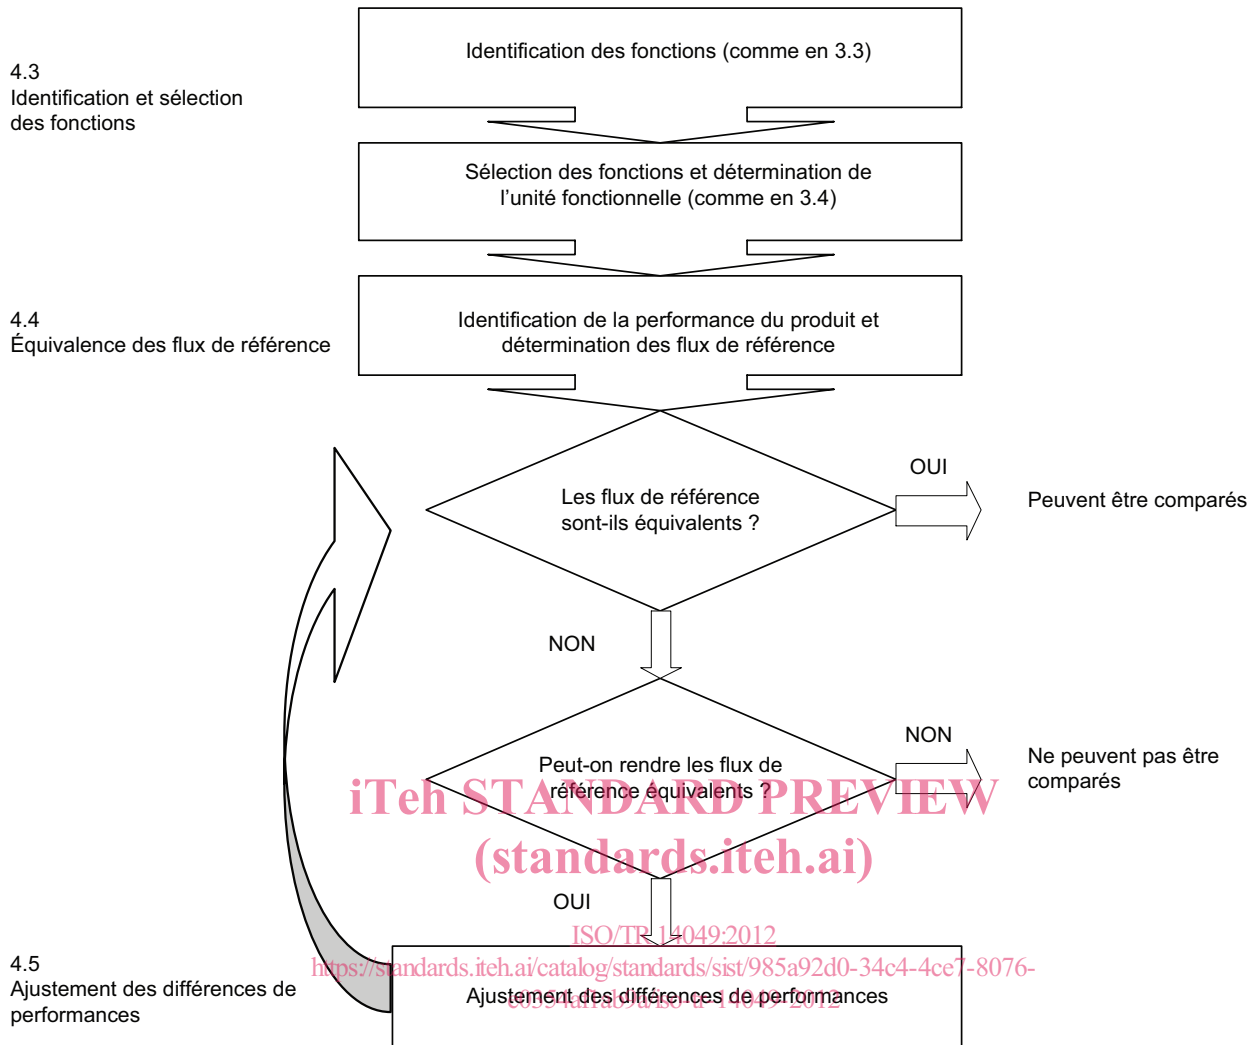 Identification des fonctions (comme en 3.3)
4.3
Identification et sélection
des fonctions
Sélection des fonctions et détermination de
l’unité fonctionnelle (comme en 3.4)
4.4
Équivalence des flux de référence
Identification de la performance du produit et
détermination des flux de référence
Les flux de référence
sont-ils équivalents ?
OUI
Peuvent être comparés
NON
Peut-on rendre les flux de
référence équivalents ?
NON
Ne peuvent pas être
comparés
iTeh STANDARD PREVIEW
(standards.iteh.ai)
OUI
ISO/TR 14049:2012
https://standards.iteh.ai/catalog/standards/sist/985a92d0-34c4-4ce7-8076-
4.5
Ajustement des différences de
performances
Ajustement des différences de performances